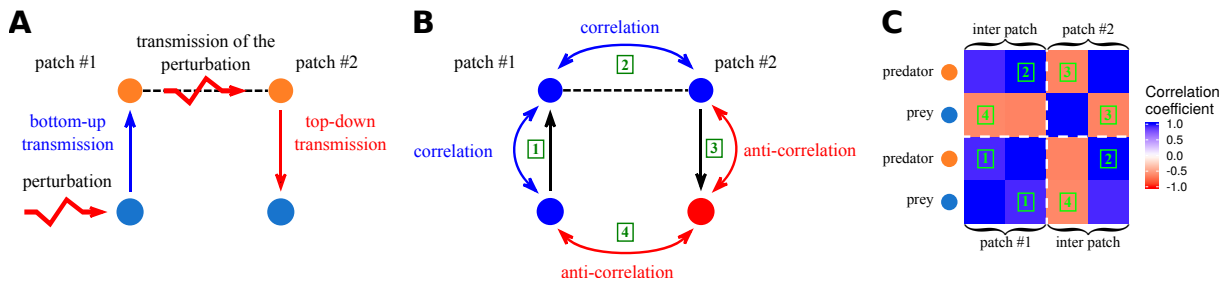 A
transmission of the
perturbation
patch #1
patch #2
bottom-up
transmission
top-down
transmission
perturbation
B
correlation
2
patch #1
patch #2
correlation
1
3
anti-correlation
4
anti-correlation
C
inter patch
patch #2
predator
2
3
prey
4
3
predator
1
2
prey
1
4
patch #1
inter patch
Correlation
coefficient
1.0
0.5
0.0
-0.5
-1.0